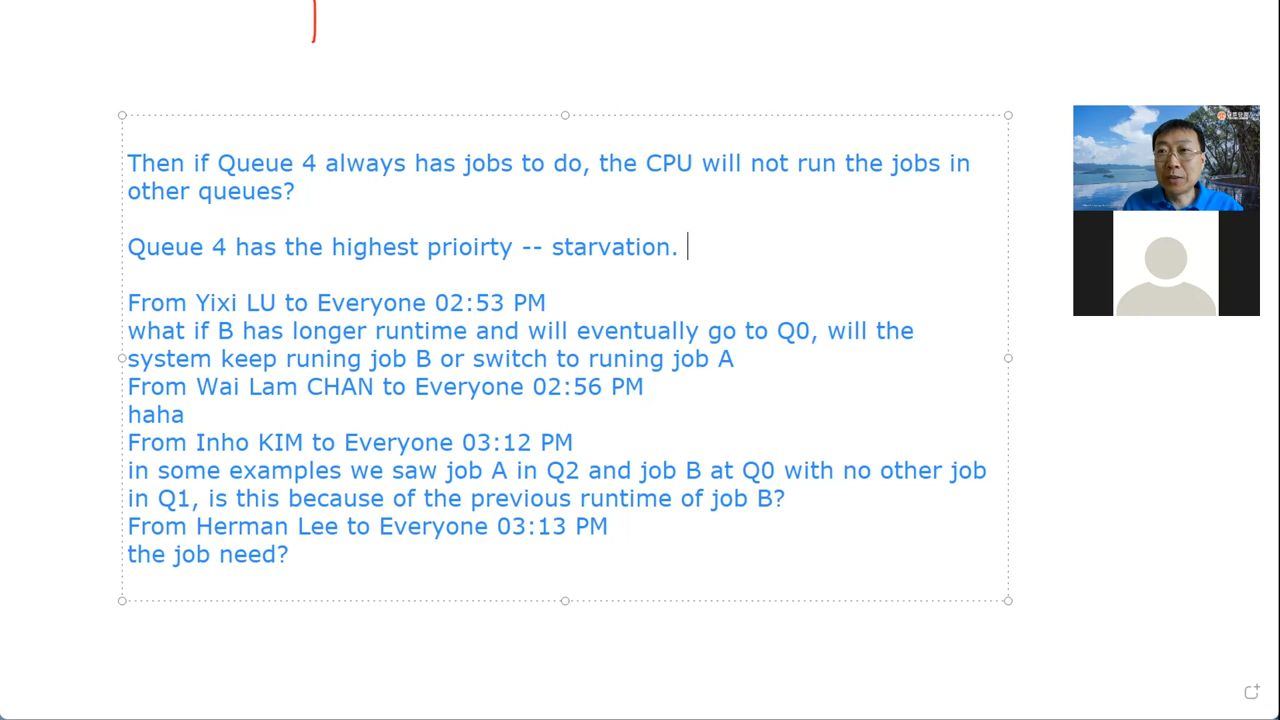 Then if Queue 4 always has jobs to do, the CPU will not run the jobs in
other queues?
Queue 4 has the highest prioirty -- starvation.
From Yixi LU to Everyone 02:53 PM
what if B has longer runtime and will eventually go to Q0, will the
system keep runing job B or switch to runing job A
From Wai Lam CHAN to Everyone 02:56 PM
haha
From Inho KIM to Everyone 03:12 PM
in some examples we saw job A in Q2 and job B at Q0 with no other job
in Q1, is this because of the previous runtime of job B?
From Herman Lee to Everyone 03:13 PM
the job need?